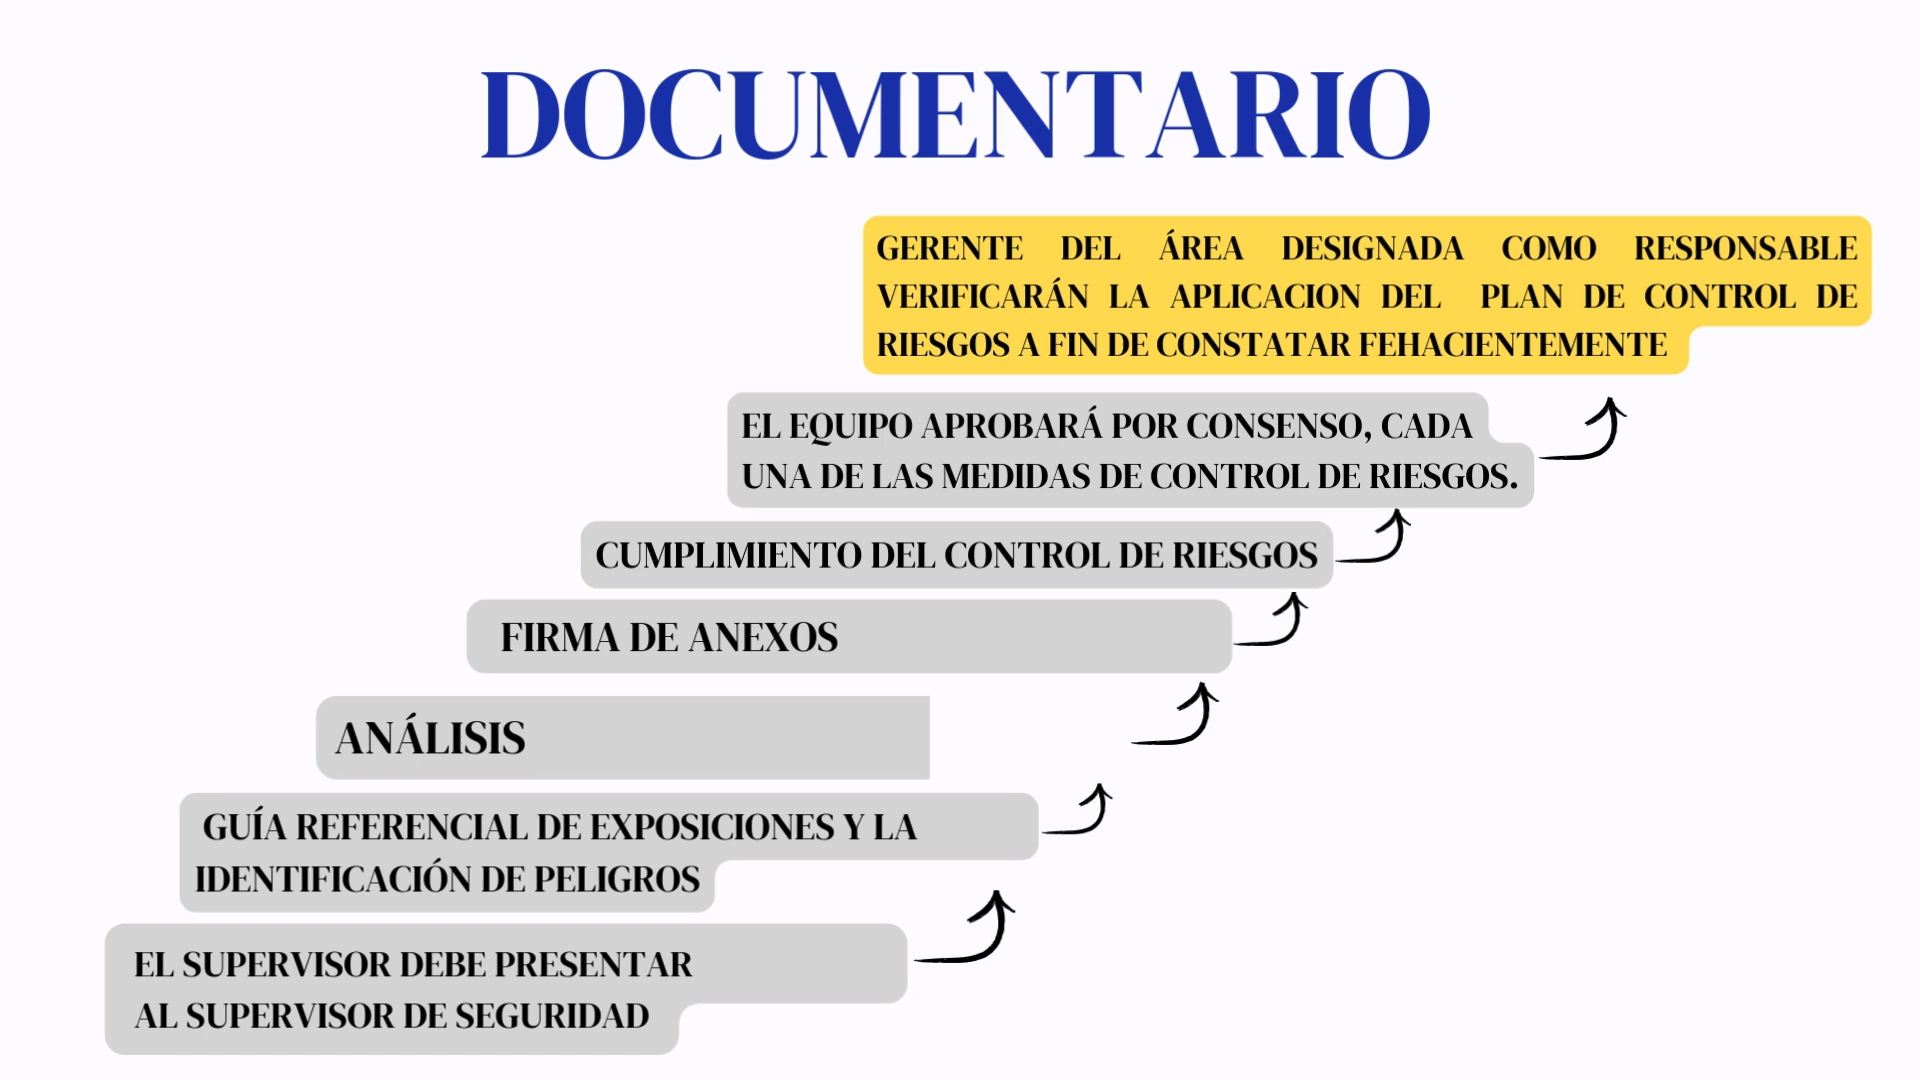 DOCUMENTARIO
GERENTE DEL ÁREA DESIGNADA COMO RESPONSABLE
VERIFICARÁN LA APLICACION DEL PLAN DE CONTROL DE
RIESGOS A FIN DE CONSTATAR FEHACIENTEMENTE
EL EQUIPO APROBARÁ POR CONSENSO, CADA
UNA DE LAS MEDIDAS DE CONTROL DE RIESGOS.
CUMPLIMIENTO DEL CONTROL DE RIESGOS
FIRMA DE ANEXOS
ANÁLISIS
GUÍA REFERENCIAL DE EXPOSICIONES Y LA
IDENTIFICACIÓN DE PELIGROS
EL SUPERVISOR DEBE PRESENTAR
AL SUPERVISOR DE SEGURIDAD